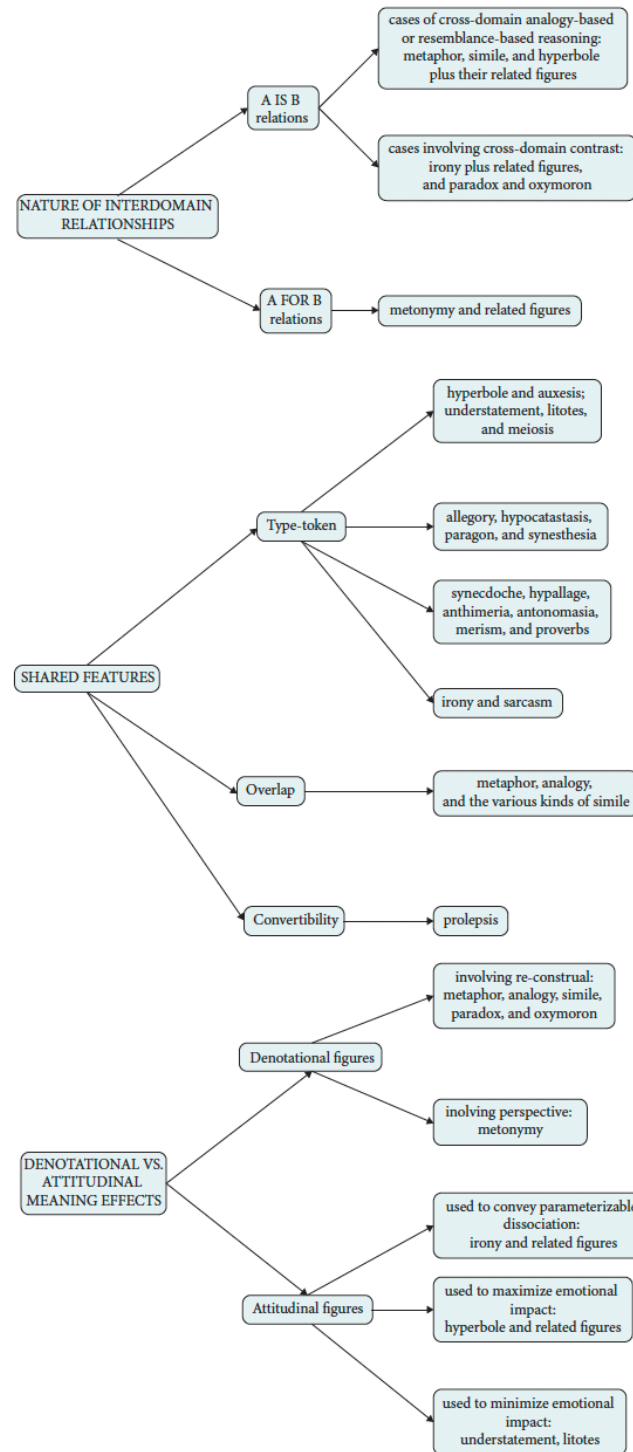 cases of cross-domain analogy-based
or resemblance-based reasoning:
metaphor, simile, and hyperbole
plus their related figures
A IS B
relations
cases involving cross-domain contrast:
irony plus related figures,
and paradox and oxymoron
NATURE OF INTERDOMAIN
RELATIONSHIPS
A FOR B
relations
metonymy and related figures
hyperbole and auxesis;
understatement, litotes,
and meiosis
Type-token
allegory, hypocatastasis,
paragon, and synesthesia
synecdoche, hypallage,
anthimeria, antonomasia,
merism, and proverbs
SHARED FEATURES
irony and sarcasm
Overlap
metaphor, analogy,
and the various kinds of simile
Convertibility
prolepsis
involving re-construal:
metaphor, analogy, simile,
paradox, and oxymoron
Denotational figures
inolving perspective:
metonymy
DENOTATIONAL VS.
ATTITUDINAL
MEANING EFFECTS
used to convey parameterizable
dissociation:
irony and related figures
Attitudinal figures
used to maximize emotional
impact:
hyperbole and related figures
used to minimize emotional
impact:
understatement, litotes